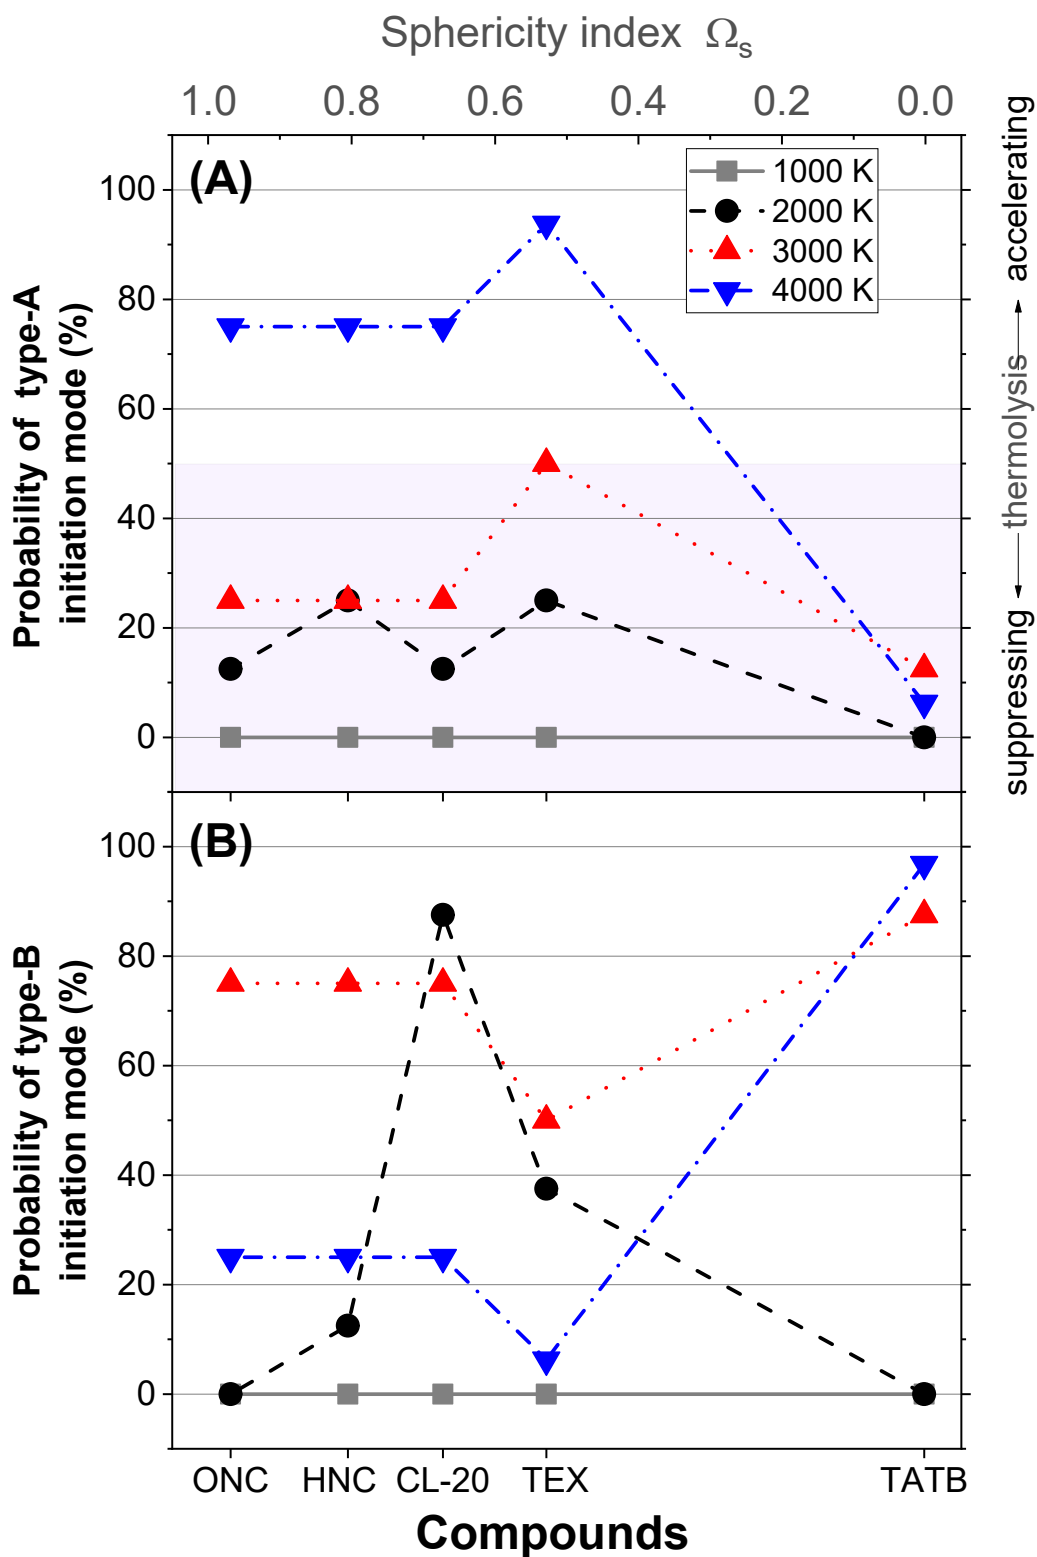 Sphericity index Ωs
1.0 0.8 0.6 0.4 0.2 0.0
(A)
1000 K
2000 K
3000 K
4000 K
100
80
60
40
20
0
Probability of type-A
initiation mode (%)
suppressing thermolysis accelerating
(B)
100
80
60
40
20
0
Probability of type-B
initiation mode (%)
ONC HNC CL-20 TEX TATB
Compounds